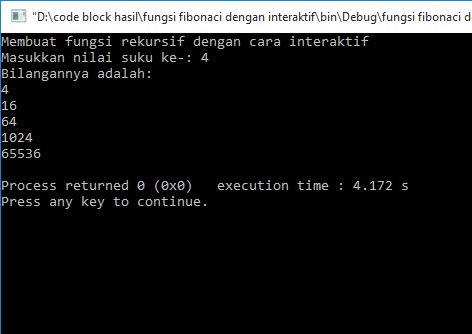 "D:\code block hasil\fungsi fibonaci dengan interaktif\bin\Debug\fungsi fibonaci d
Membuat fungsi rekursif dengan cara interaktif
Masukkan nilai suku ke-: 4
Bilangannya adalah:
4
16
64
1024
65536
Process returned 0 (0x0)   execution time : 4.172 s
Press any key to continue.